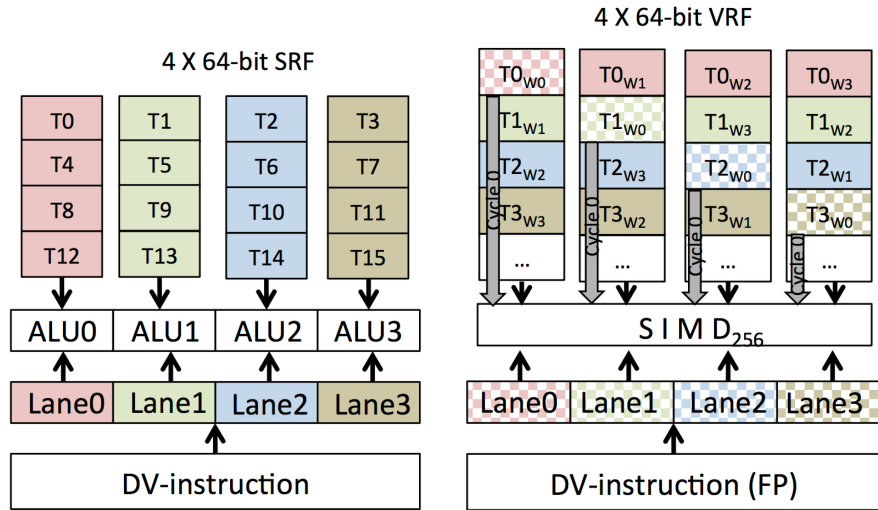 4 X 64-bit SRF
T0 T1 T2 T3
T4 T5 T6 T7
T8 T9 T10 T11
T12 T13 T14 T15
ALU0 ALU1 ALU2 ALU3
Lane0 Lane1 Lane2 Lane3
DV-instruction
4 X 64-bit VRF
T0W0 T0W1 T0W2 T0W3
T1W1 T1W0 T1W3 T1W2
T2W2 T2W3 T2W0 T2W1
T3W3 T3W2 T3W1 T3W0
... ... ... ...
Cycle 0
Cycle 0
Cycle 0
Cycle 0
S I M D256
Lane0 Lane1 Lane2 Lane3
DV-instruction (FP)